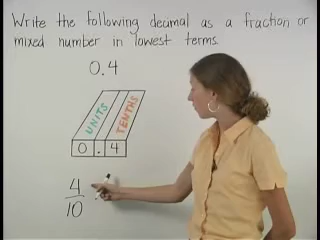 Write the following decimal as a fraction or
mixed number in lowest terms.
0.4
UNITS TENTHS
0 . 4
4
10